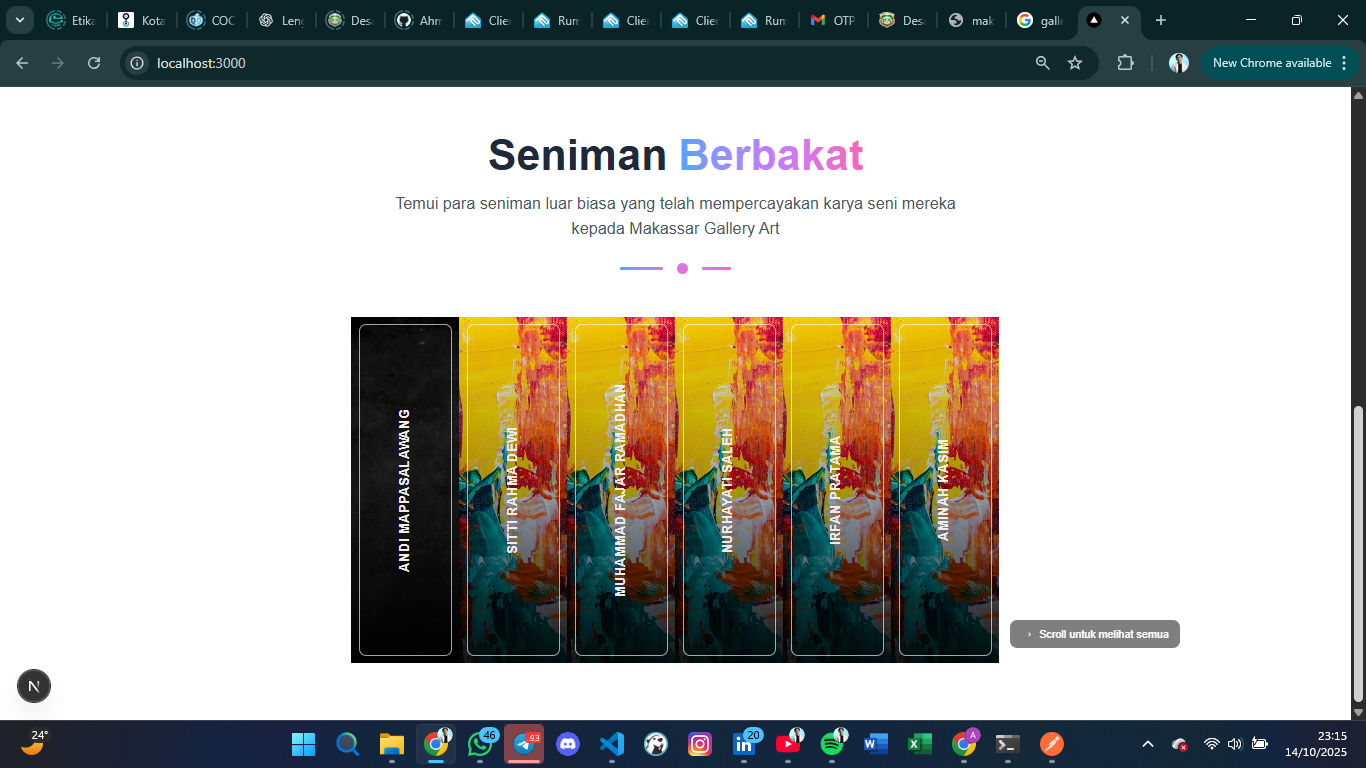 Etika
Kota
COC
Leng
Desa
Ahm
Clien
Rum
Clien
Clien
Rum
OTP
Desa
mak
galle
localhost:3000
New Chrome available
Seniman Berbakat
Temui para seniman luar biasa yang telah mempercayakan karya seni mereka
kepada Makassar Gallery Art
ANDI MAPPASALAWANG
SITTI RAHMA DEWI
MUHAMMAD FAJAR RAMADHAN
NURHAYATI SALEH
IRFAN PRATAMA
AMINAH KASIM
› Scroll untuk melihat semua
N
24°
46
93
20
A
23:15
14/10/2025